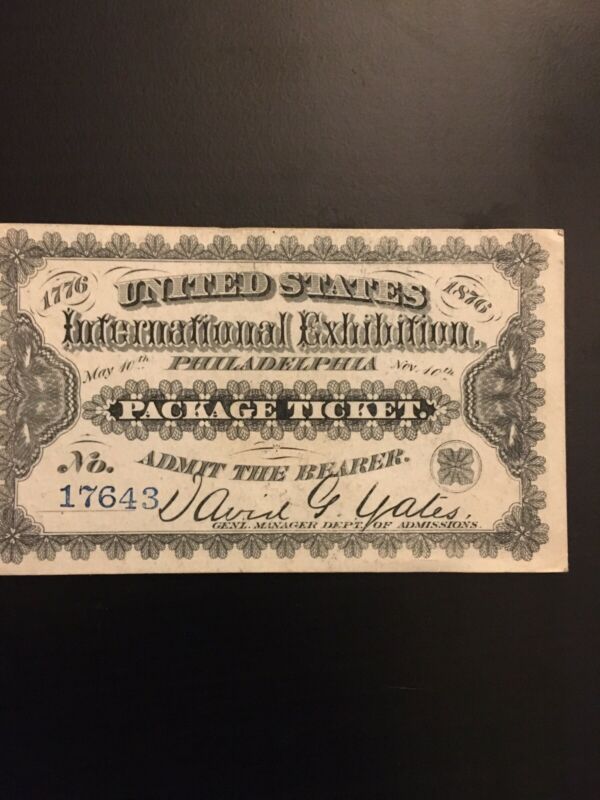 1776 UNITED STATES 1876
International Exhibition,
May 10th PHILADELPHIA Nov. 10th
PACKAGE TICKET.
No. ADMIT THE BEARER.
17643 David G. Yates,
GENL. MANAGER DEPT. OF ADMISSIONS.